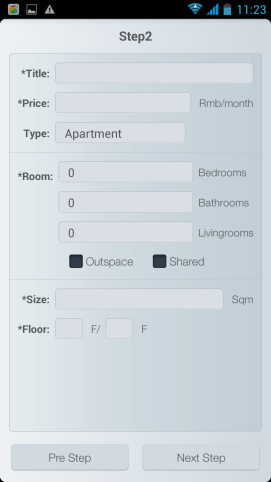 11:23
Step2
*Title:
*Price: Rmb/month
Type: Apartment
*Room: 0 Bedrooms
0 Bathrooms
0 Livingrooms
Outspace Shared
*Size: Sqm
*Floor: F/ F
Pre Step Next Step